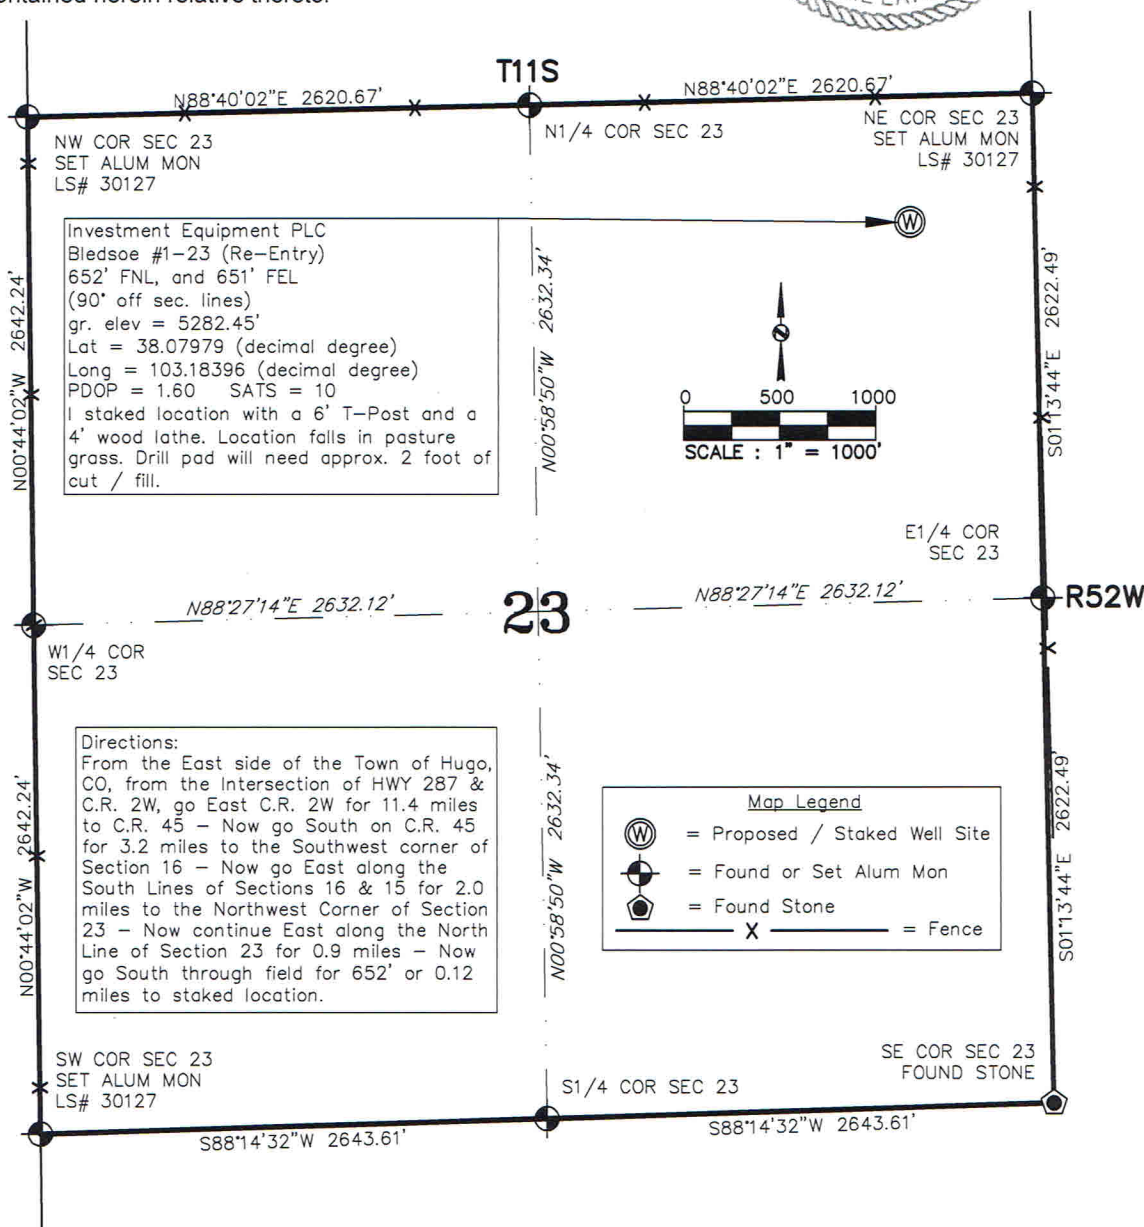 ontained herein relative thereto.
T11S
N88°40'02"E 2620.67'
N88°40'02"E 2620.67'
NW COR SEC 23
SET ALUM MON
LS# 30127
N1/4 COR SEC 23
NE COR SEC 23
SET ALUM MON
LS# 30127
Investment Equipment PLC
Bledsoe #1-23 (Re-Entry)
652' FNL, and 651' FEL
(90° off sec. lines)
gr. elev = 5282.45'
Lat = 38.07979 (decimal degree)
Long = 103.18396 (decimal degree)
PDOP = 1.60 SATS = 10
I staked location with a 6' T-Post and a
4' wood lathe. Location falls in pasture
grass. Drill pad will need approx. 2 foot of
cut / fill.
W
N00°44'02"W 2642.24'
N00°58'50"W 2632.34'
S01°13'44"E 2622.49'
N
0 500 1000
SCALE : 1" = 1000'
E1/4 COR
SEC 23
N88°27'14"E 2632.12'
23
N88°27'14"E 2632.12'
R52W
W1/4 COR
SEC 23
Directions:
From the East side of the Town of Hugo,
CO, from the Intersection of HWY 287 &
C.R. 2W, go East C.R. 2W for 11.4 miles
to C.R. 45 – Now go South on C.R. 45
for 3.2 miles to the Southwest corner of
Section 16 – Now go East along the
South Lines of Sections 16 & 15 for 2.0
miles to the Northwest Corner of Section
23 – Now continue East along the North
Line of Section 23 for 0.9 miles – Now
go South through field for 652' or 0.12
miles to staked location.
N00°44'02"W 2642.24'
N00°58'50"W 2632.34'
S01°13'44"E 2622.49'
Map Legend
W = Proposed / Staked Well Site
= Found or Set Alum Mon
= Found Stone
X = Fence
SW COR SEC 23
SET ALUM MON
LS# 30127
S1/4 COR SEC 23
SE COR SEC 23
FOUND STONE
S88°14'32"W 2643.61'
S88°14'32"W 2643.61'